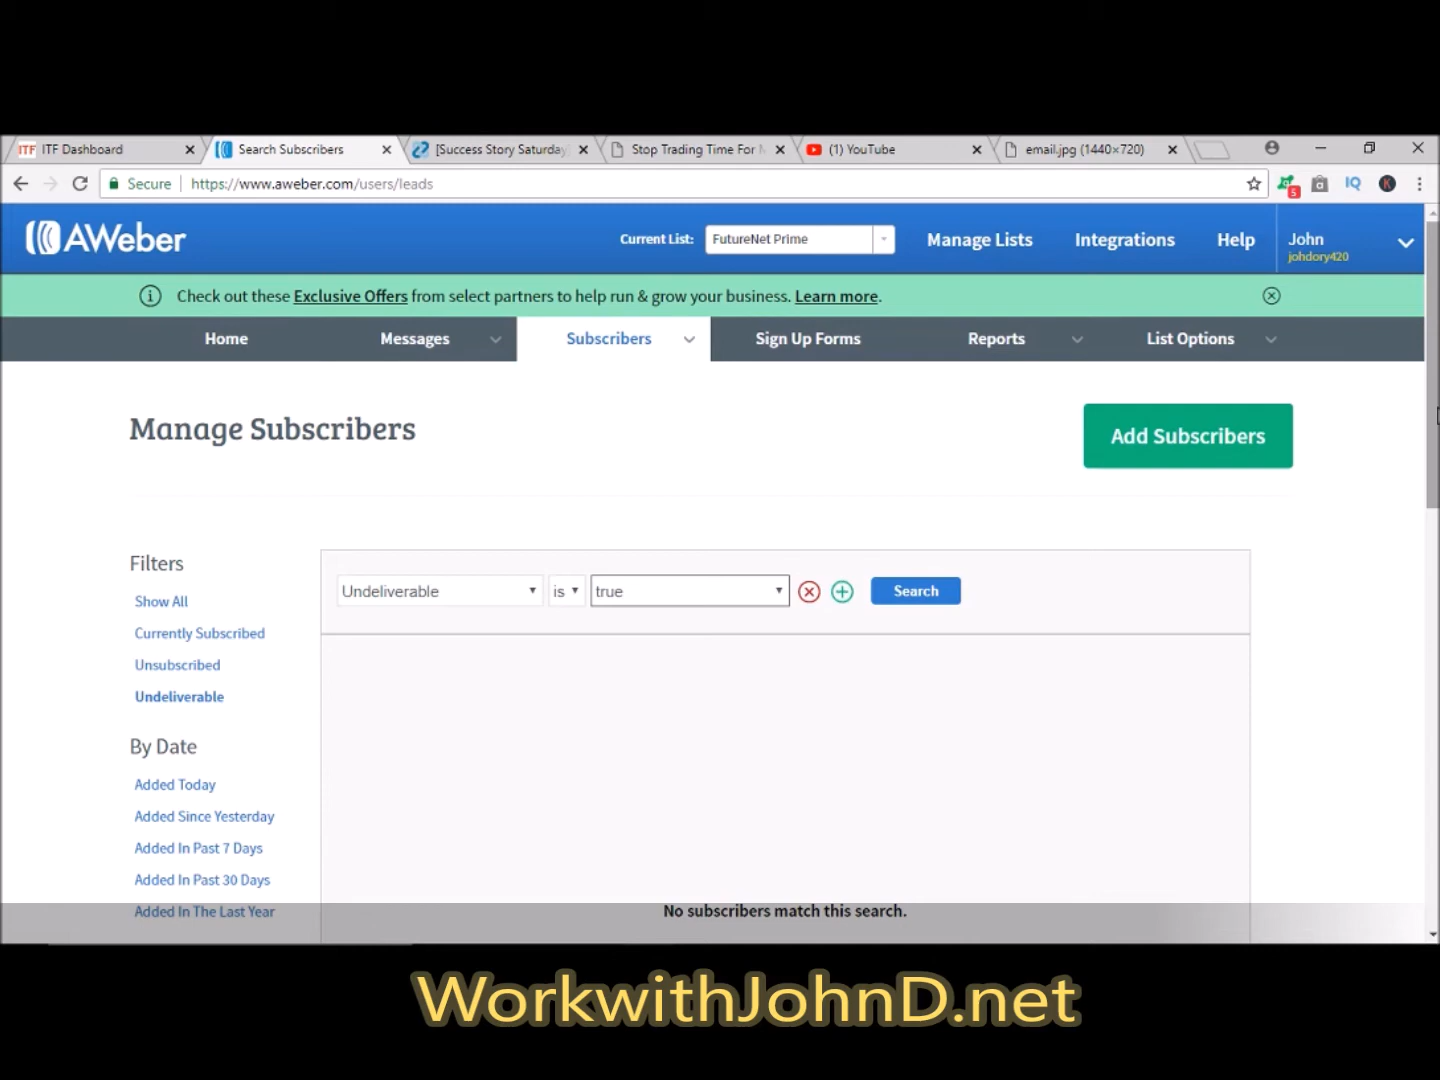 ITF ITF Dashboard
Search Subscribers
[Success Story Saturday
Stop Trading Time For
(1) YouTube
email.jpg (1440×720)
Secure
https://www.aweber.com/users/leads
5
IQ
K
AWeber
Current List:
FutureNet Prime
Manage Lists
Integrations
Help
John
johdory420
Check out these Exclusive Offers from select partners to help run & grow your business. Learn more.
Home
Messages
Subscribers
Sign Up Forms
Reports
List Options
Manage Subscribers
Add Subscribers
Filters
Show All
Currently Subscribed
Unsubscribed
Undeliverable
Undeliverable
is
true
Search
By Date
Added Today
Added Since Yesterday
Added In Past 7 Days
Added In Past 30 Days
Added In The Last Year
No subscribers match this search.
WorkwithJohnD.net